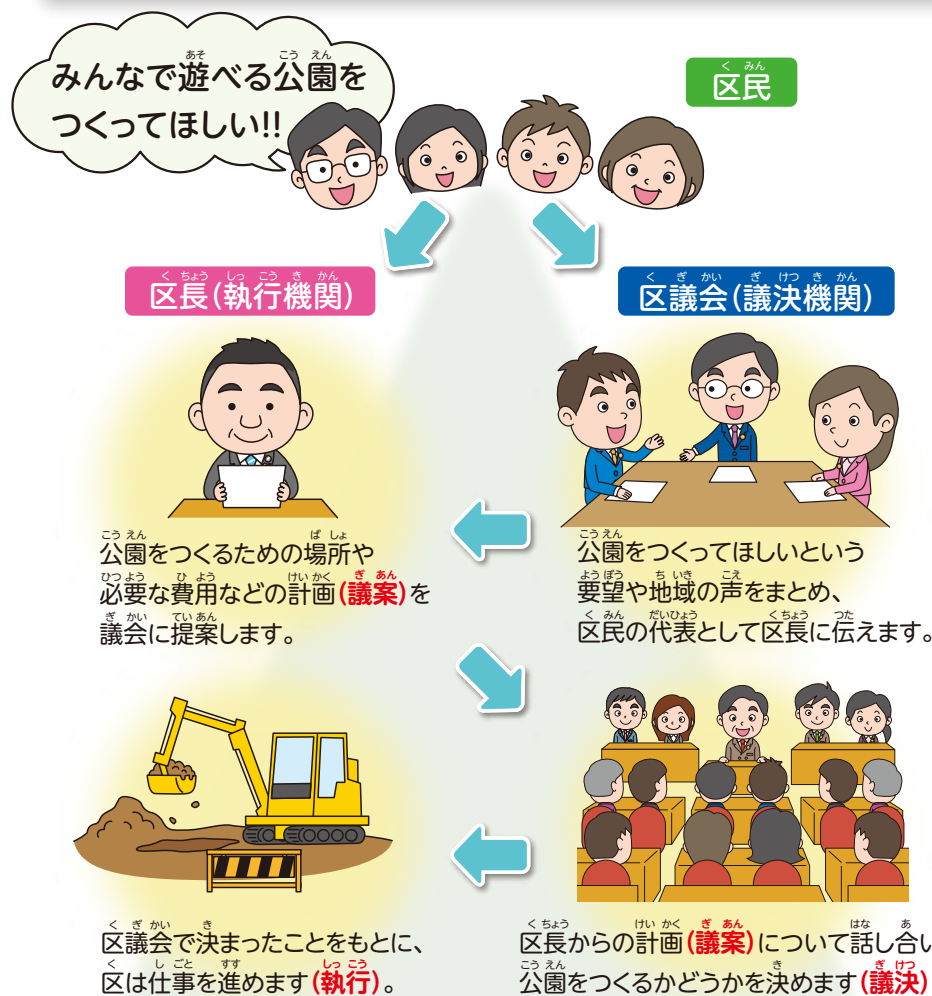 みんなで遊べる公園を
つくってほしい!!
区民
区長(執行機関)
区議会(議決機関)
公園をつくるための場所や
必要な費用などの計画(議案)を
議会に提案します。
公園をつくってほしいという
要望や地域の声をまとめ、
区民の代表として区長に伝えます。
区議会で決まったことをもとに、
区は仕事を進めます(執行)。
区長からの計画(議案)について話し合い
公園をつくるかどうかを決めます(議決)